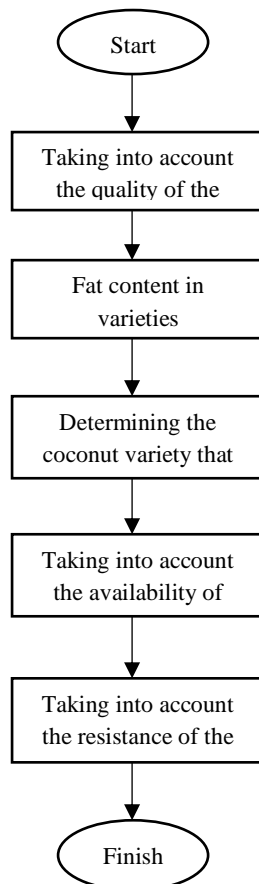 Start
Taking into account
the quality of the
Fat content in
varieties
Determining the
coconut variety that
Taking into account
the availability of
Taking into account
the resistance of the
Finish